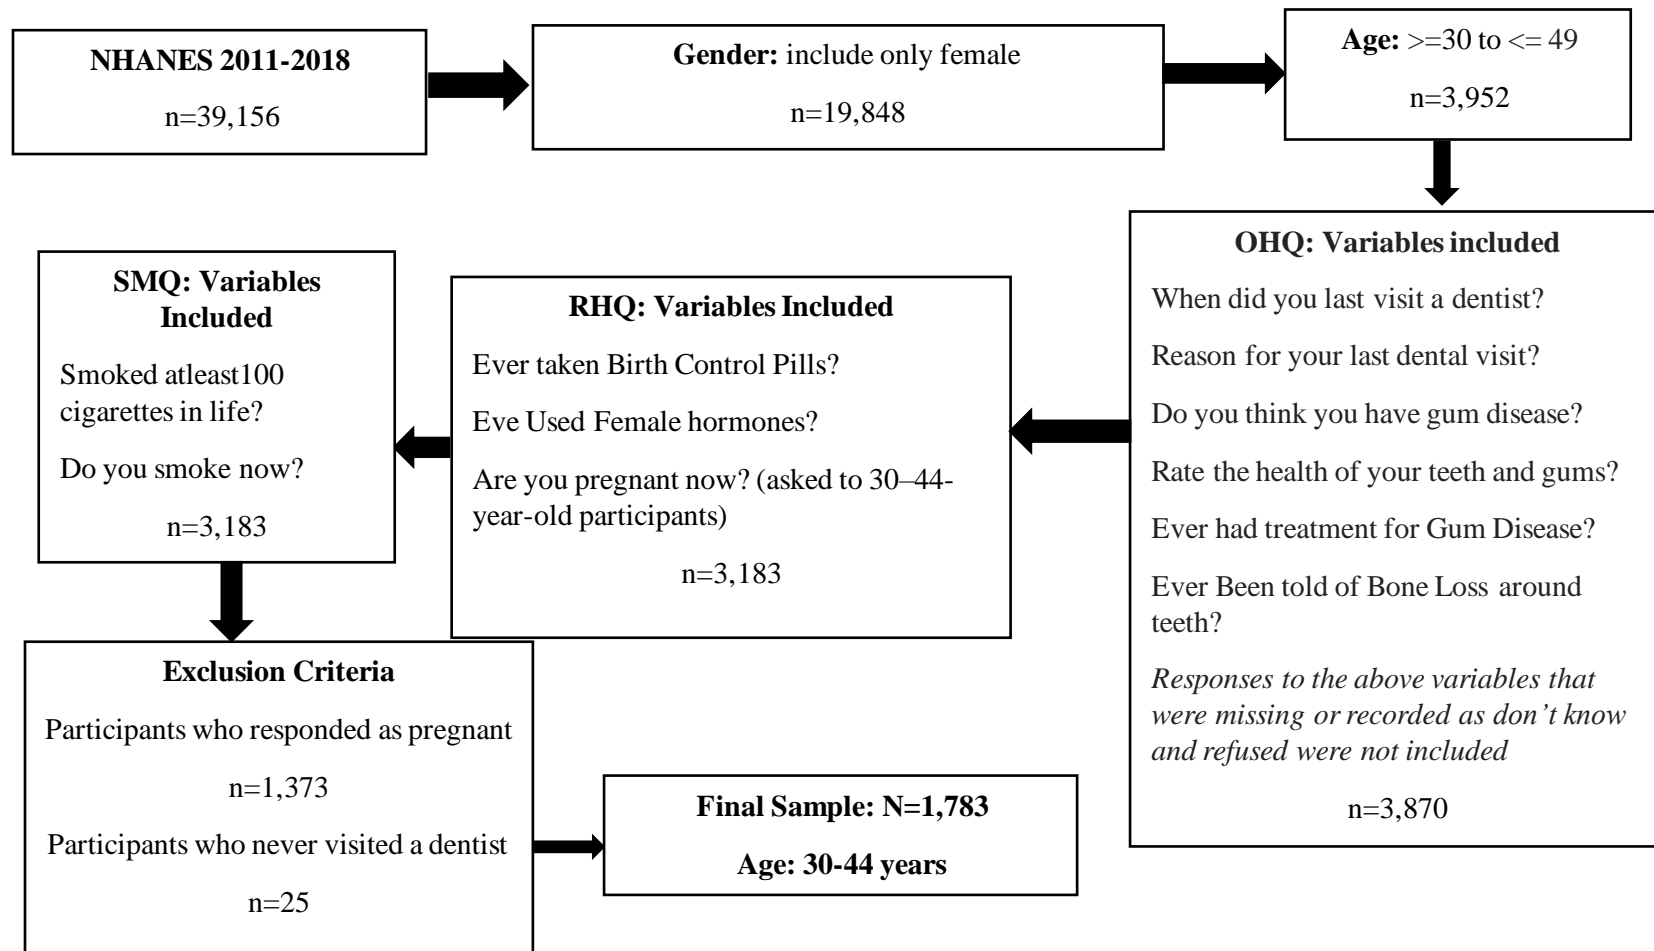 NHANES 2011-2018
n=39,156
Gender: include only female
n=19,848
Age: >=30 to <= 49
n=3,952
OHQ: Variables included
When did you last visit a dentist?
Reason for your last dental visit?
Do you think you have gum disease?
Rate the health of your teeth and gums?
Ever had treatment for Gum Disease?
Ever Been told of Bone Loss around
teeth?
Responses to the above variables that
were missing or recorded as don’t know
and refused were not included
n=3,870
RHQ: Variables Included
Ever taken Birth Control Pills?
Eve Used Female hormones?
Are you pregnant now? (asked to 30–44-
year-old participants)
n=3,183
SMQ: Variables
Included
Smoked atleast100
cigarettes in life?
Do you smoke now?
n=3,183
Exclusion Criteria
Participants who responded as pregnant
n=1,373
Participants who never visited a dentist
n=25
Final Sample: N=1,783
Age: 30-44 years